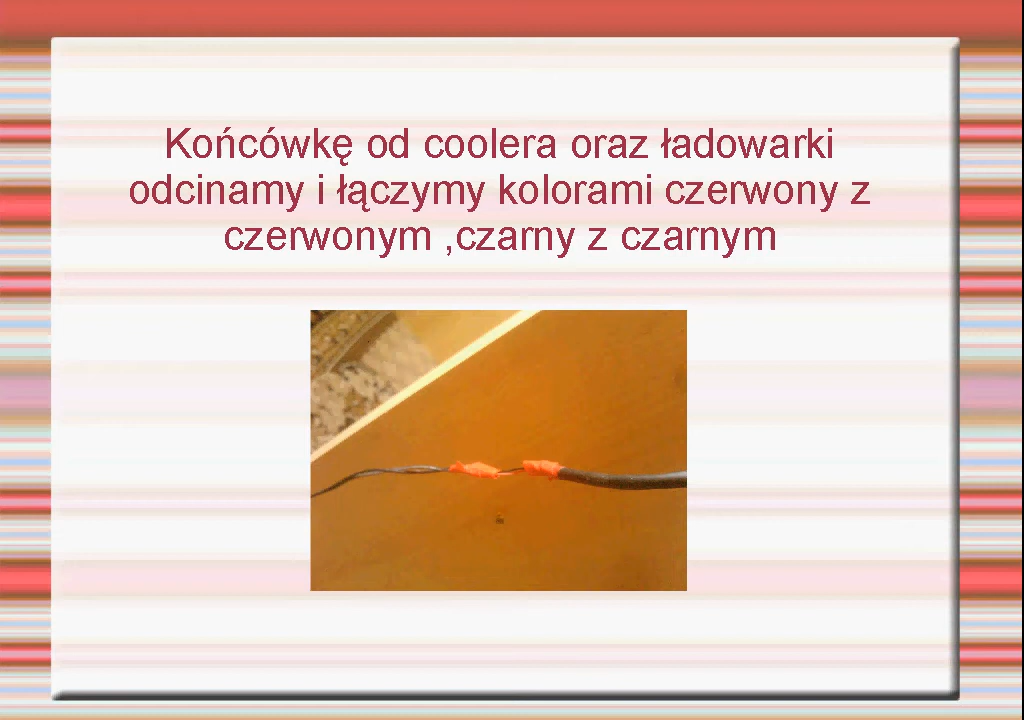 Końcówkę od coolera oraz ładowarki
odcinamy i łączymy kolorami czerwony z
czerwonym ,czarny z czarnym